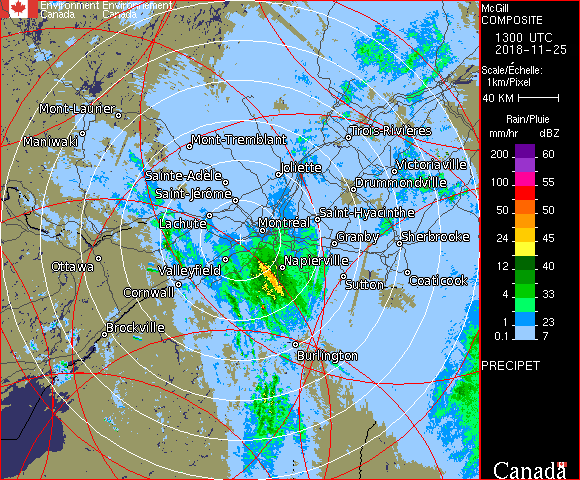 Environment Environnement
Canada Canada
McGill
COMPOSITE
1300 UTC
2018-11-25
Scale/Échelle:
1km/Pixel
40 KM
Rain/Pluie
mm/hr dBZ
200 60
100 55
50 50
24 45
12 40
4 33
1 23
0.1 7
PRECIPET
Canada
Mont-Laurier
Maniwaki
Mont-Tremblant
Trois-Rivières
Joliette
Victoriaville
Sainte-Adèle
Drummondville
Saint-Jérôme
Lachute
Saint-Hyacinthe
Montréal
Granby
Sherbrooke
Ottawa
Valleyfield
Napierville
Sutton
Coaticook
Cornwall
Brockville
Burlington